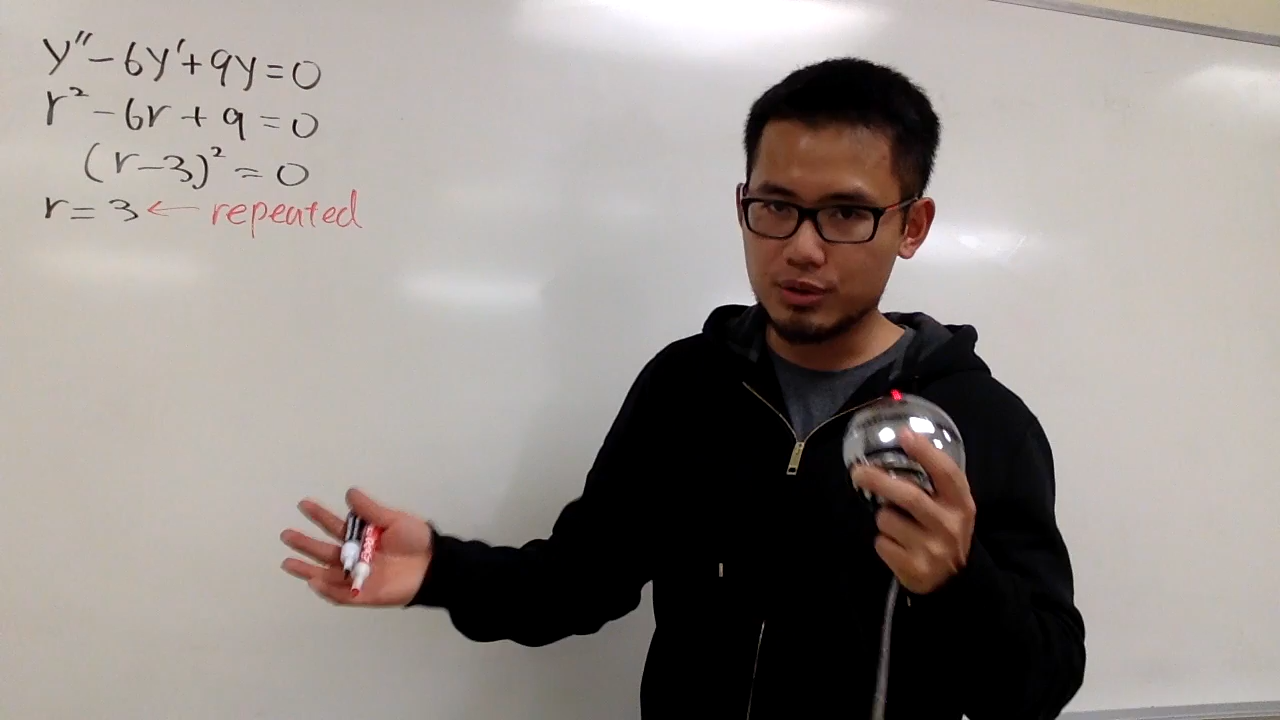 y''-6y'+9y=0
r²-6r+9=0
(r-3)²=0
r=3 ← repeated